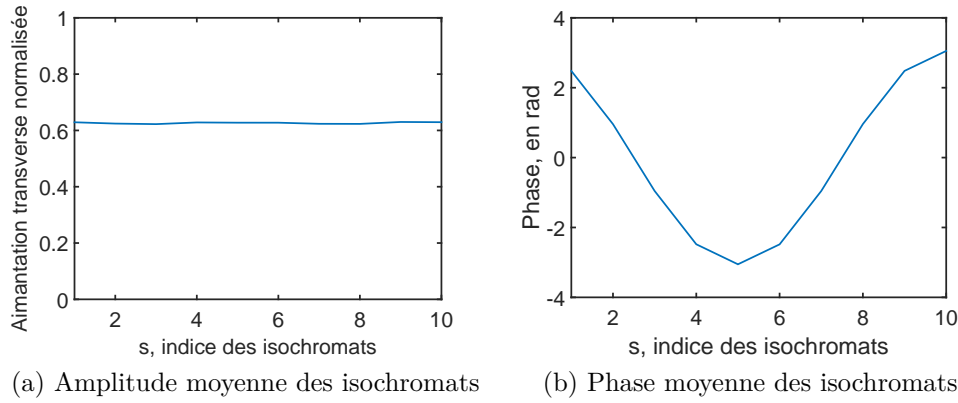 Aimantation transverse normalisée
1
0.8
0.6
0.4
0.2
0
2 4 6 8 10
s, indice des isochromats
(a) Amplitude moyenne des isochromats
Phase, en rad
4
2
0
-2
-4
2 4 6 8 10
s, indice des isochromats
(b) Phase moyenne des isochromats